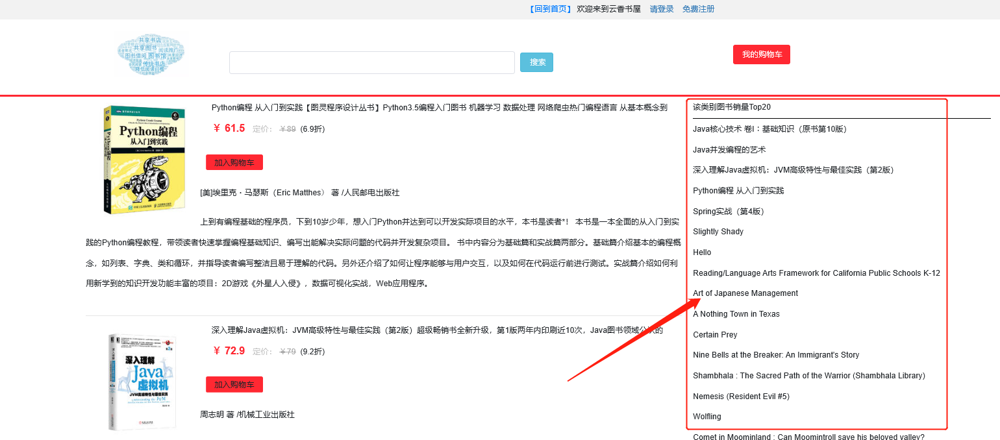 【回到首页】 欢迎来到云香书屋 请登录 免费注册
共享书店
共享图书
阅读推广
图书借阅 图书馆
传统书店
降低阅读门槛
搜索
我的购物车
Python编程
从入门到实践
Python编程 从入门到实践【图灵程序设计丛书】Python3.5编程入门图书 机器学习 数据处理 网络爬虫热门编程语言 从基本概念到
￥ 61.5 定价: ￥89 (6.9折)
加入购物车
[美]埃里克・马瑟斯（Eric Matthes） 著 /人民邮电出版社
上到有编程基础的程序员，下到10岁少年，想入门Python并达到可以开发实际项目的水平，本书是读者*！ 本书是一本全面的从入门到实
践的Python编程教程，带领读者快速掌握编程基础知识、编写出能解决实际问题的代码并开发复杂项目。 书中内容分为基础篇和实战篇两部分。基础篇介绍基本的编程概
念，如列表、字典、类和循环，并指导读者编写整洁且易于理解的代码。另外还介绍了如何让程序能够与用户交互，以及如何在代码运行前进行测试。实战篇介绍如何利
用新学到的知识开发功能丰富的项目：2D游戏《外星人入侵》，数据可视化实战，Web应用程序。
深入理解
Java
虚拟机
JVM高级特性与最佳实践
深入理解Java虚拟机：JVM高级特性与最佳实践（第2版）超级畅销书全新升级，第1版两年内印刷近10次，Java图书领域公认的
￥ 72.9 定价: ￥79 (9.2折)
加入购物车
周志明 著 /机械工业出版社
该类别图书销量Top20
Java核心技术 卷I：基础知识（原书第10版）
Java并发编程的艺术
深入理解Java虚拟机：JVM高级特性与最佳实践（第2版）
Python编程 从入门到实践
Spring实战（第4版）
Slightly Shady
Hello
Reading/Language Arts Framework for California Public Schools K-12
Art of Japanese Management
A Nothing Town in Texas
Certain Prey
Nine Bells at the Breaker: An Immigrant's Story
Shambhala : The Sacred Path of the Warrior (Shambhala Library)
Nemesis (Resident Evil #5)
Wolfling
Comet in Moominland : Can Moomintroll save his beloved valley?